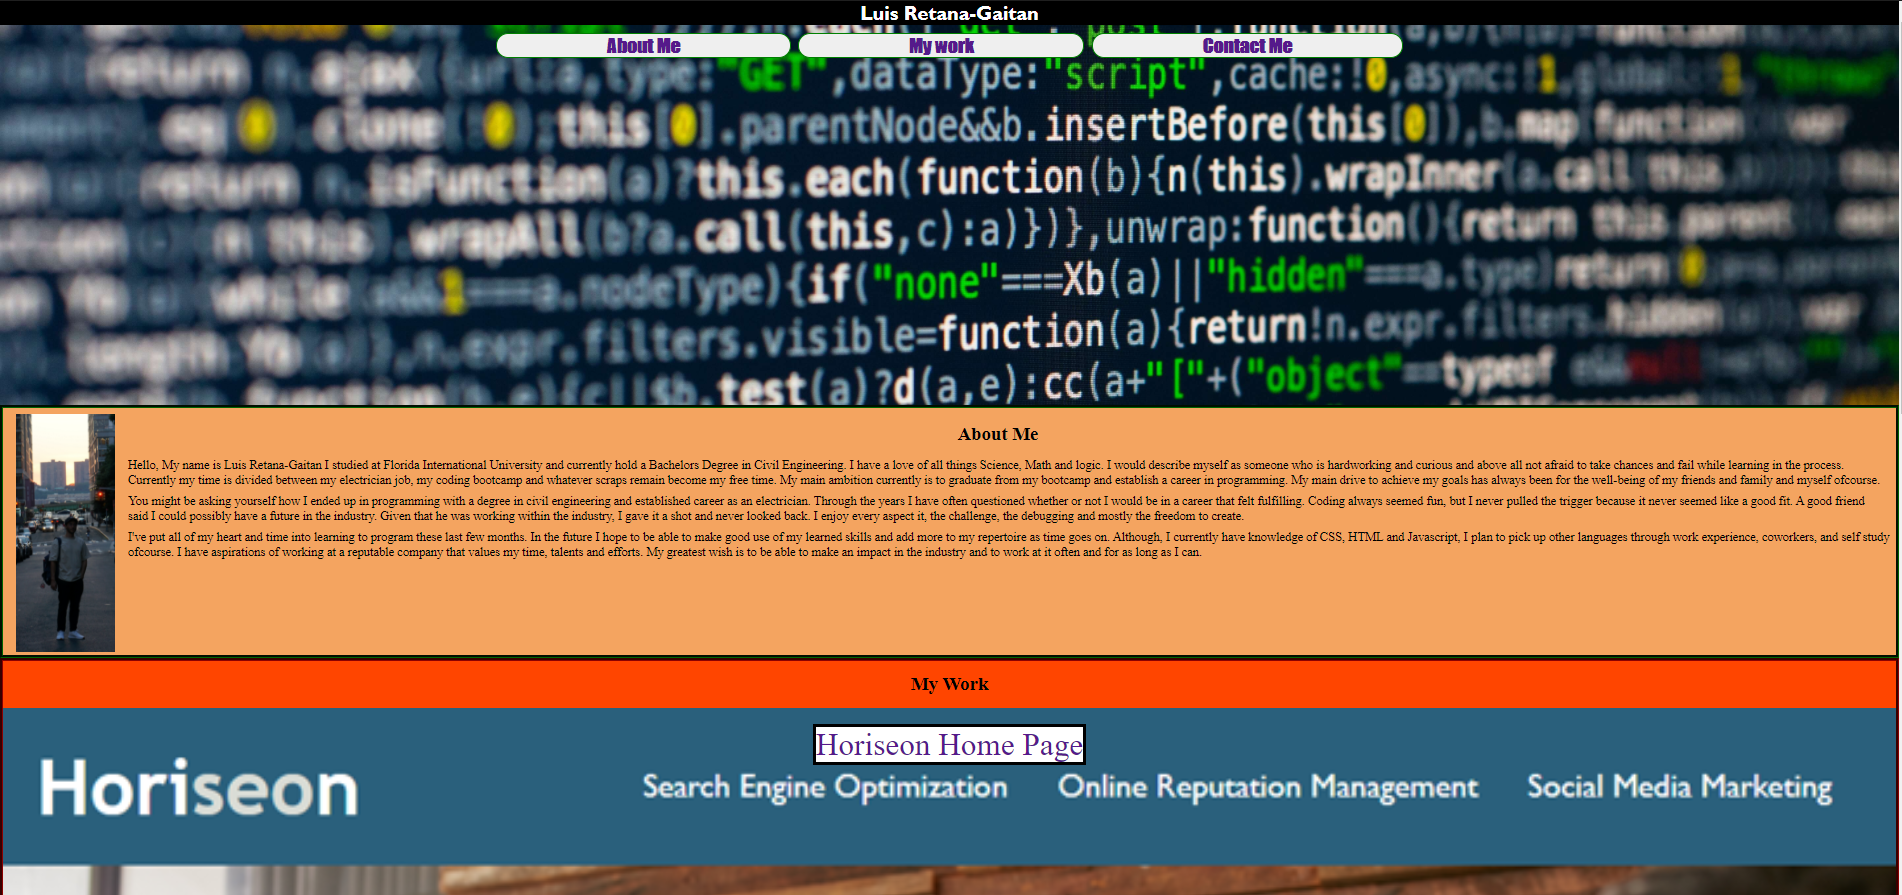 Luis Retana-Gaitan
About Me
My work
Contact Me
"GET",dataType:"script",cache:!0,async:!1,
this[0].parentNode&&b.insertBefore(this[0]),b.map(function
return isFunction(a)?this.each(function(b){n(this).wrapInner(a.call(this
this wrapAll(b?a.call(this,c):a)})},unwrap:function(){return this.parent
while 1===a.nodeType){if("none"===Xb(a)||"hidden"===a.type)return
n.expr.filters.visible=function(a){return!n.expr.filters.hidden
test(a)?d(a,e):cc(a+"["+("object"==typeof e&&null
About Me
Hello, My name is Luis Retana-Gaitan I studied at Florida International University and currently hold a Bachelors Degree in Civil Engineering. I have a love of all things Science, Math and logic. I would describe myself as someone who is hardworking and curious and above all not afraid to take chances and fail while learning in the process.
Currently my time is divided between my electrician job, my coding bootcamp and whatever scraps remain become my free time. My main ambition currently is to graduate from my bootcamp and establish a career in programming. My main drive to achieve my goals has always been for the well-being of my friends and family and myself ofcourse.
You might be asking yourself how I ended up in programming with a degree in civil engineering and established career as an electrician. Through the years I have often questioned whether or not I would be in a career that felt fulfilling. Coding always seemed fun, but I never pulled the trigger because it never seemed like a good fit. A good friend
said I could possibly have a future in the industry. Given that he was working within the industry, I gave it a shot and never looked back. I enjoy every aspect it, the challenge, the debugging and mostly the freedom to create.
I've put all of my heart and time into learning to program these last few months. In the future I hope to be able to make good use of my learned skills and add more to my repertoire as time goes on. Although, I currently have knowledge of CSS, HTML and Javascript, I plan to pick up other languages through work experience, coworkers, and self study
ofcourse. I have aspirations of working at a reputable company that values my time, talents and efforts. My greatest wish is to be able to make an impact in the industry and to work at it often and for as long as I can.
My Work
Horiseon Home Page
Horiseon
Search Engine Optimization
Online Reputation Management
Social Media Marketing